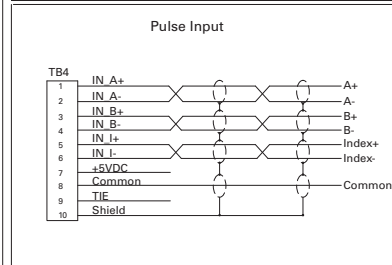 Pulse Input
TB4
1 IN_A+ A+
2 IN_A- A-
3 IN_B+ B+
4 IN_B- B-
5 IN_I+ Index+
6 IN_I- Index-
7 +5VDC
8 Common Common
9 TIE
10 Shield